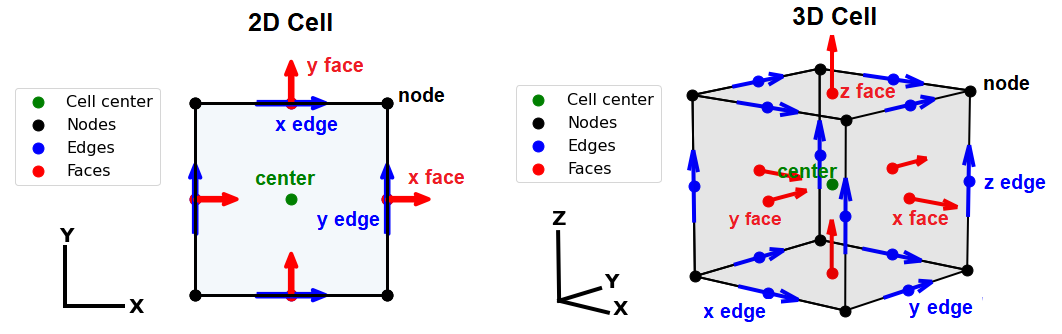 2D Cell
y face
node
x edge
center
x face
y edge
Cell center
Nodes
Edges
Faces
Y
X
3D Cell
z face
node
center
z edge
y face
x face
x edge
y edge
Cell center
Nodes
Edges
Faces
Z
Y
X